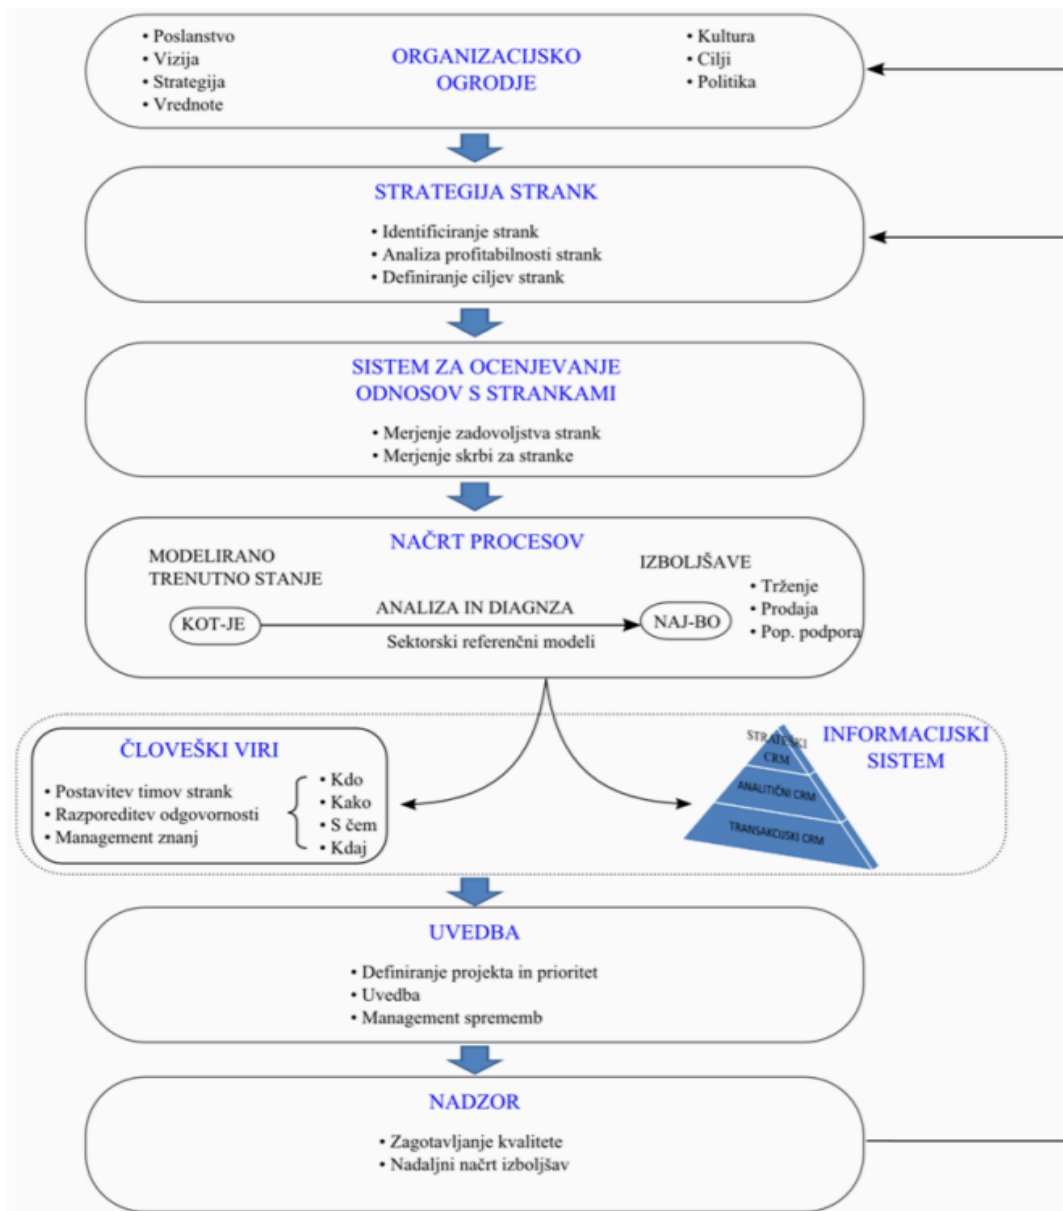 • Poslanstvo
• Vizija
• Strategija
• Vrednote
ORGANIZACIJSKO
OGRODJE
• Kultura
• Cilji
• Politika
STRATEGIJA STRANK
• Identificiranje strank
• Analiza profitabilnosti strank
• Definiranje ciljev strank
SISTEM ZA OCENJEVANJE
ODNOSOV S STRANKAMI
• Merjenje zadovoljstva strank
• Merjenje skrbi za stranke
NAČRT PROCESOV
MODELIRANO
TRENUTNO STANJE
KOT-JE
ANALIZA IN DIAGNZA
Sektorski referenčni modeli
IZBOLJŠAVE
NAJ-BO
• Trženje
• Prodaja
• Pop. podpora
ČLOVEŠKI VIRI
• Postavitev timov strank
• Razporeditev odgovornosti
• Management znanj
• Kdo
• Kako
• S čem
• Kdaj
STRATEŠKI
CRM
ANALITIČNI CRM
TRANSAKCIJSKI CRM
INFORMACIJSKI
SISTEM
UVEDBA
• Definiranje projekta in prioritet
• Uvedba
• Management sprememb
NADZOR
• Zagotavljanje kvalitete
• Nadaljni načrt izboljšav